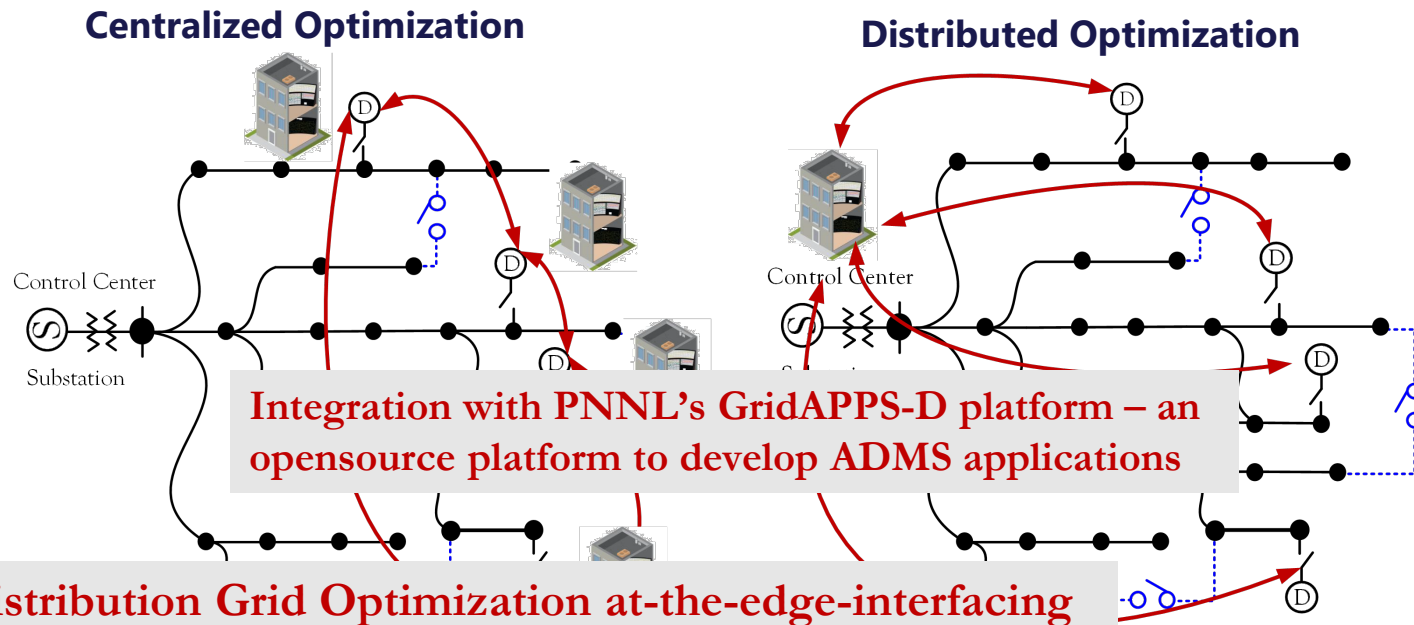 Centralized Optimization
Distributed Optimization
D
D
D
D
D
D
D
Control Center
Control Center
S
S
Substation
Integration with PNNL's GridAPPS-D platform – an
opensource platform to develop ADMS applications
istribution Grid Optimization at-the-edge-interfacing